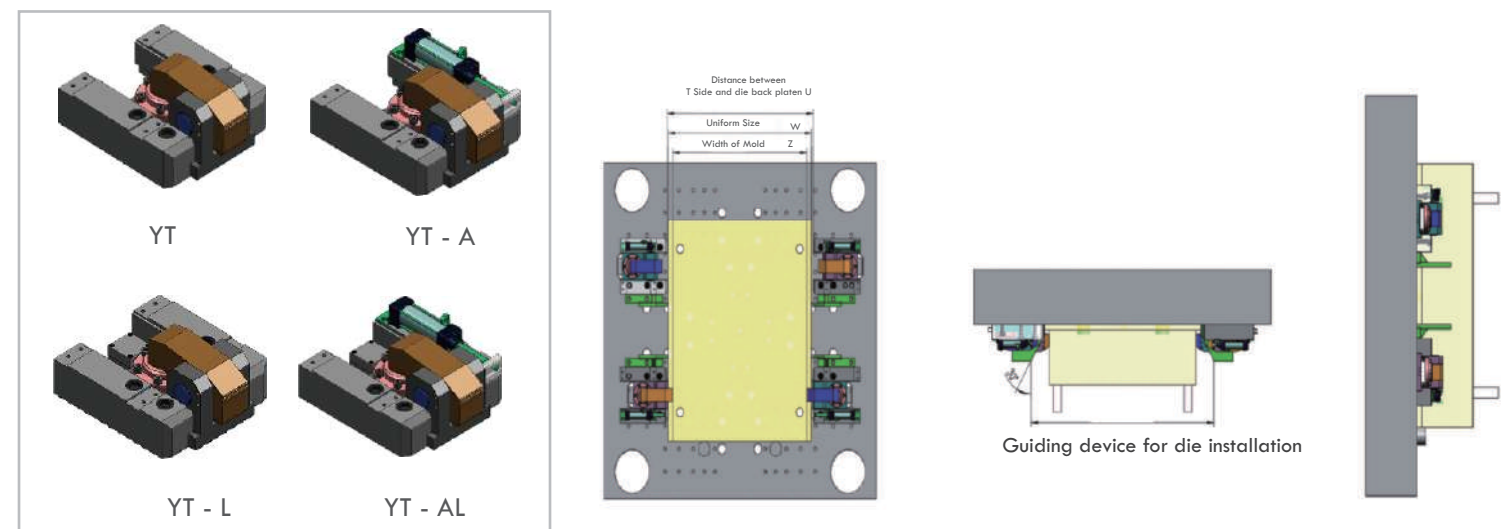 YT
YT - A
YT - L
YT - AL
Distance between
T Side and die back platen U
Uniform Size W
Width of Mold Z
Guiding device for die installation